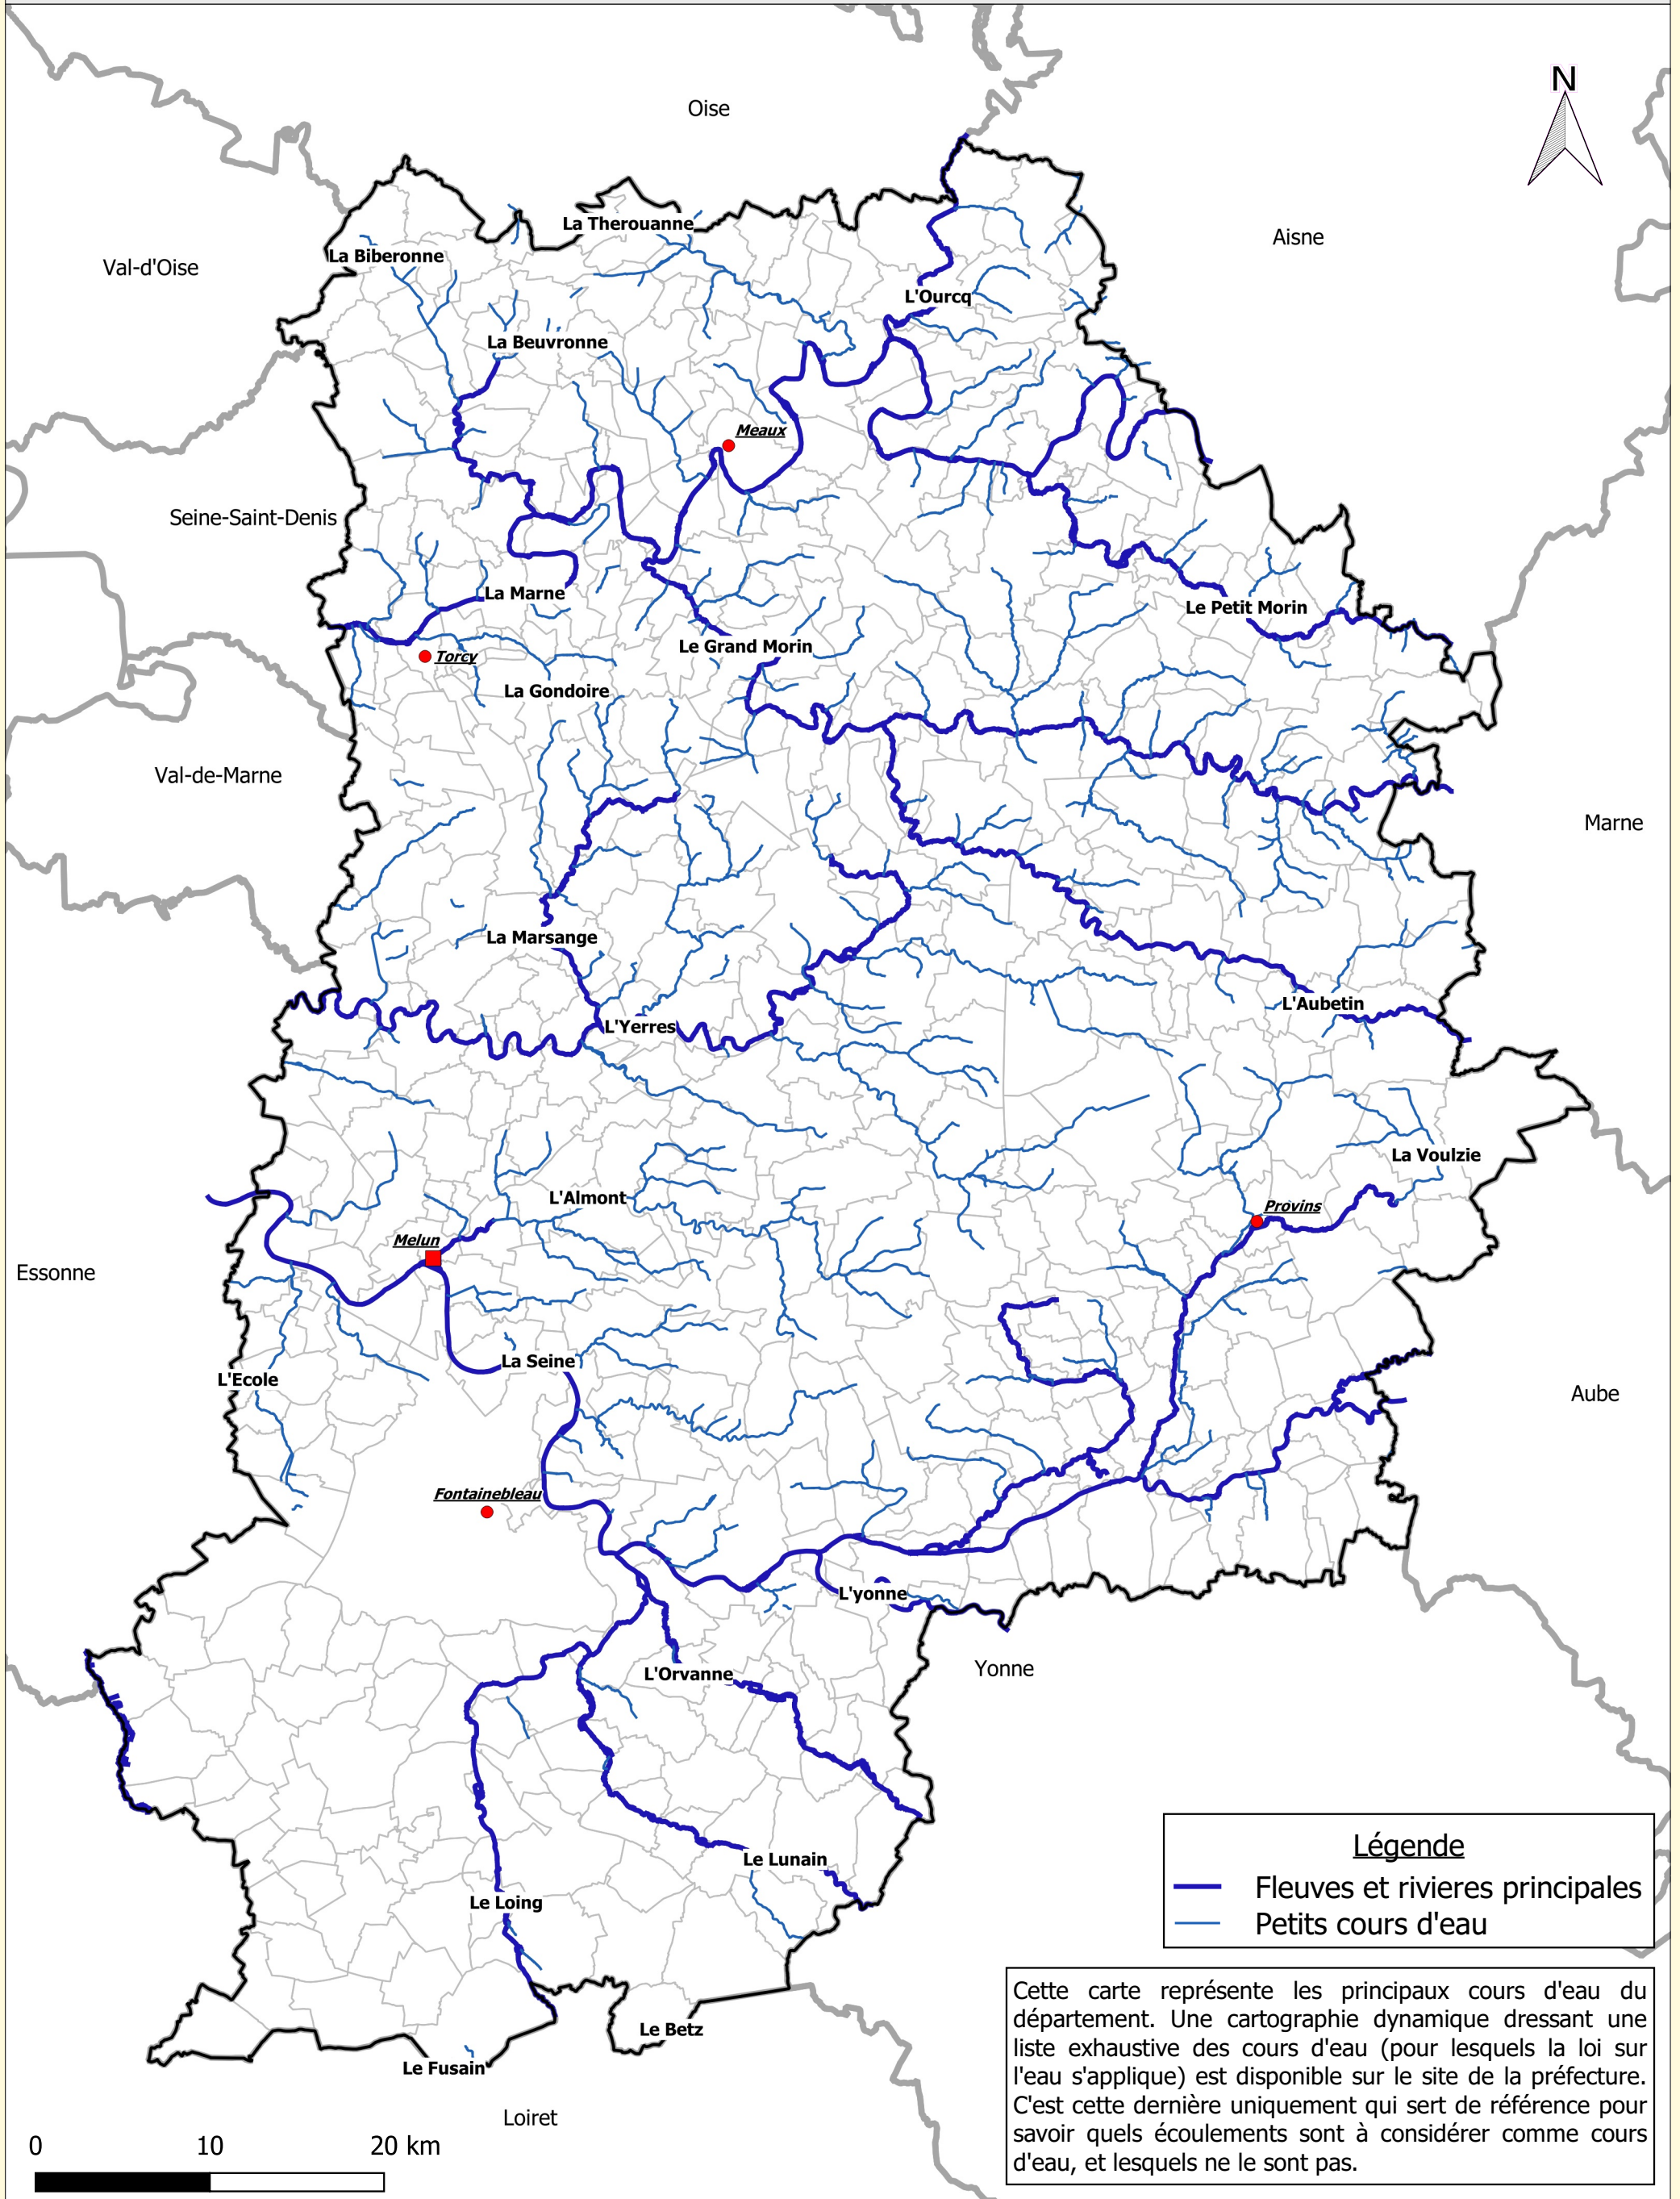 N
Oise
Aisne
La Therouanne
La Biberonne
Val-d'Oise
L'Ourcq
La Beuvronne
Meaux
Seine-Saint-Denis
La Marne
Le Petit Morin
Le Grand Morin
Torcy
La Gondoire
Val-de-Marne
Marne
La Marsange
L'Aubetin
L'Yerres
La Voulzie
L'Almont
Provins
Melun
Essonne
La Seine
L'Ecole
Aube
Fontainebleau
L'yonne
Yonne
L'Orvanne
Le Lunain
Le Loing
Le Betz
Le Fusain
Loiret
Légende
Fleuves et rivieres principales
Petits cours d'eau
Cette carte représente les principaux cours d'eau du
département. Une cartographie dynamique dressant une
liste exhaustive des cours d'eau (pour lesquels la loi sur
l'eau s'applique) est disponible sur le site de la préfecture.
C'est cette dernière uniquement qui sert de référence pour
savoir quels écoulements sont à considérer comme cours
d'eau, et lesquels ne le sont pas.
0 10 20 km